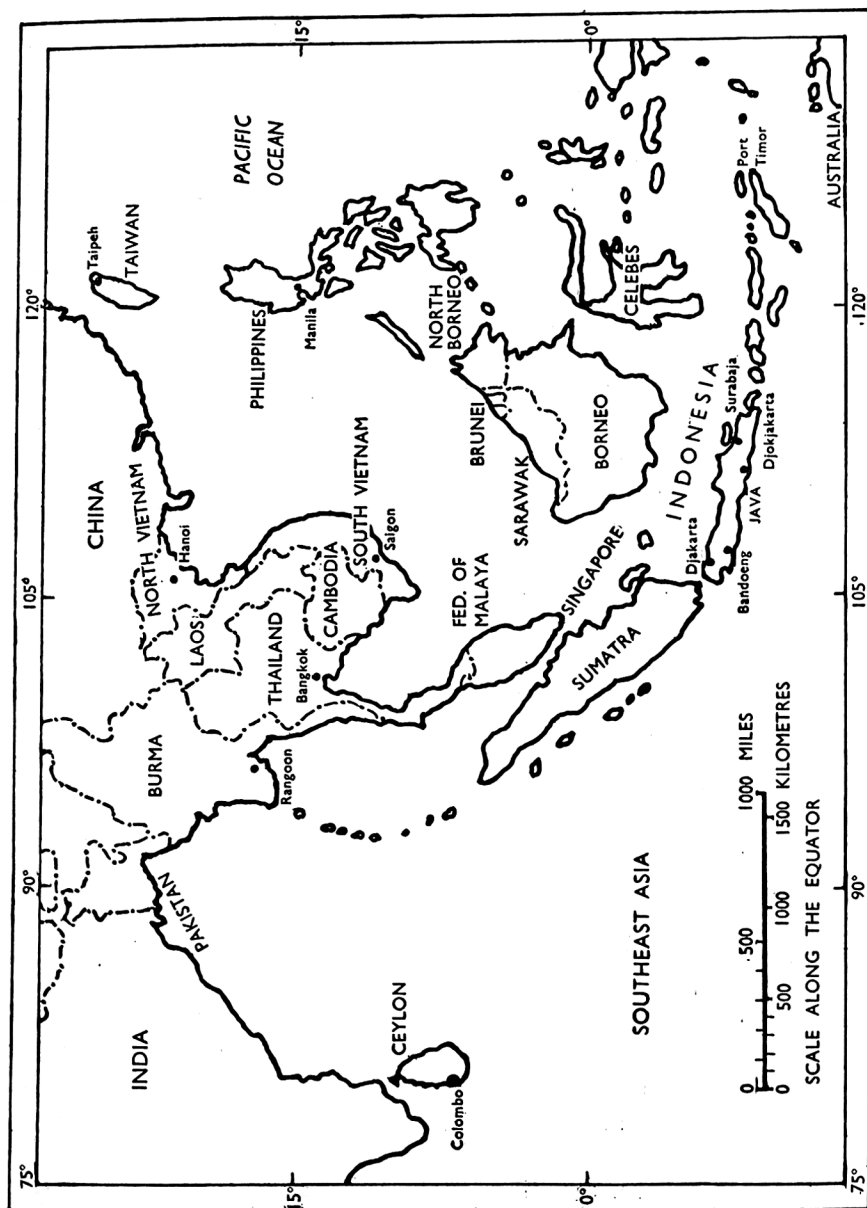 75°
90°
105°
120°
INDIA
CHINA
BURMA
NORTH VIETNAM
Hanoi
Taipeh
TAIWAN
PAKISTAN
LAOS
Rangoon
THAILAND
Bangkok
CAMBODIA
SOUTH VIETNAM
Saigon
PHILIPPINES
Manila
PACIFIC
OCEAN
15°
15°
CEYLON
Colombo
FED. OF
MALAYA
BRUNEI
NORTH
BORNEO
SARAWAK
BORNEO
SINGAPORE
SUMATRA
CELEBES
0°
0°
SOUTHEAST ASIA
INDONESIA
Djakarta
Bandoeng
JAVA
Surabaja
Djokjakarta
Port
Timor
AUSTRALIA
0 500 1000 MILES
0 500 1000 1500 KILOMETRES
SCALE ALONG THE EQUATOR
75°
90°
105°
120°